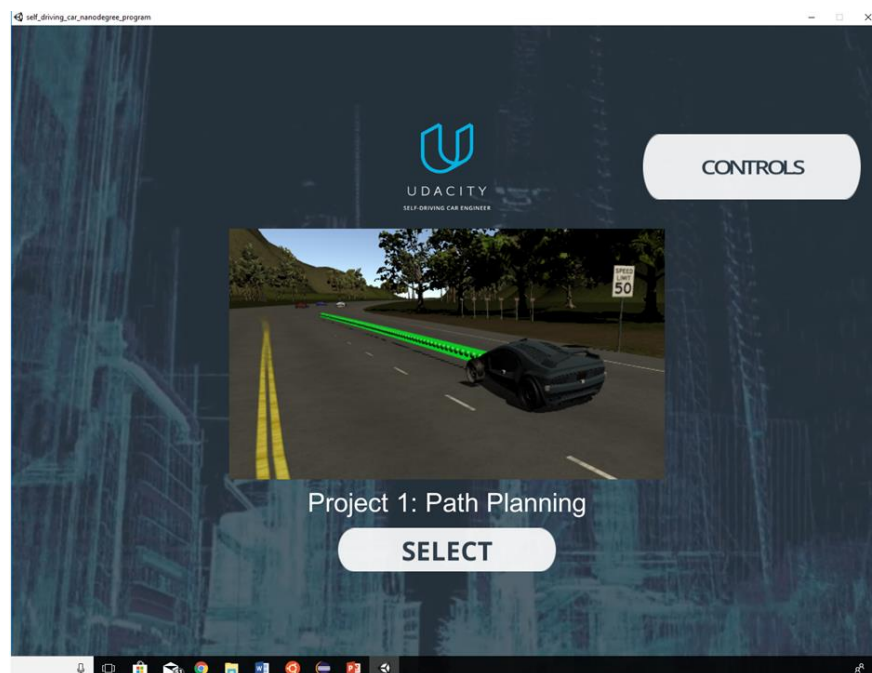 self_driving_car_nanodegree_program
CONTROLS
UDACITY
SELF-DRIVING CAR ENGINEER
SPEED
LIMIT
50
Project 1: Path Planning
SELECT